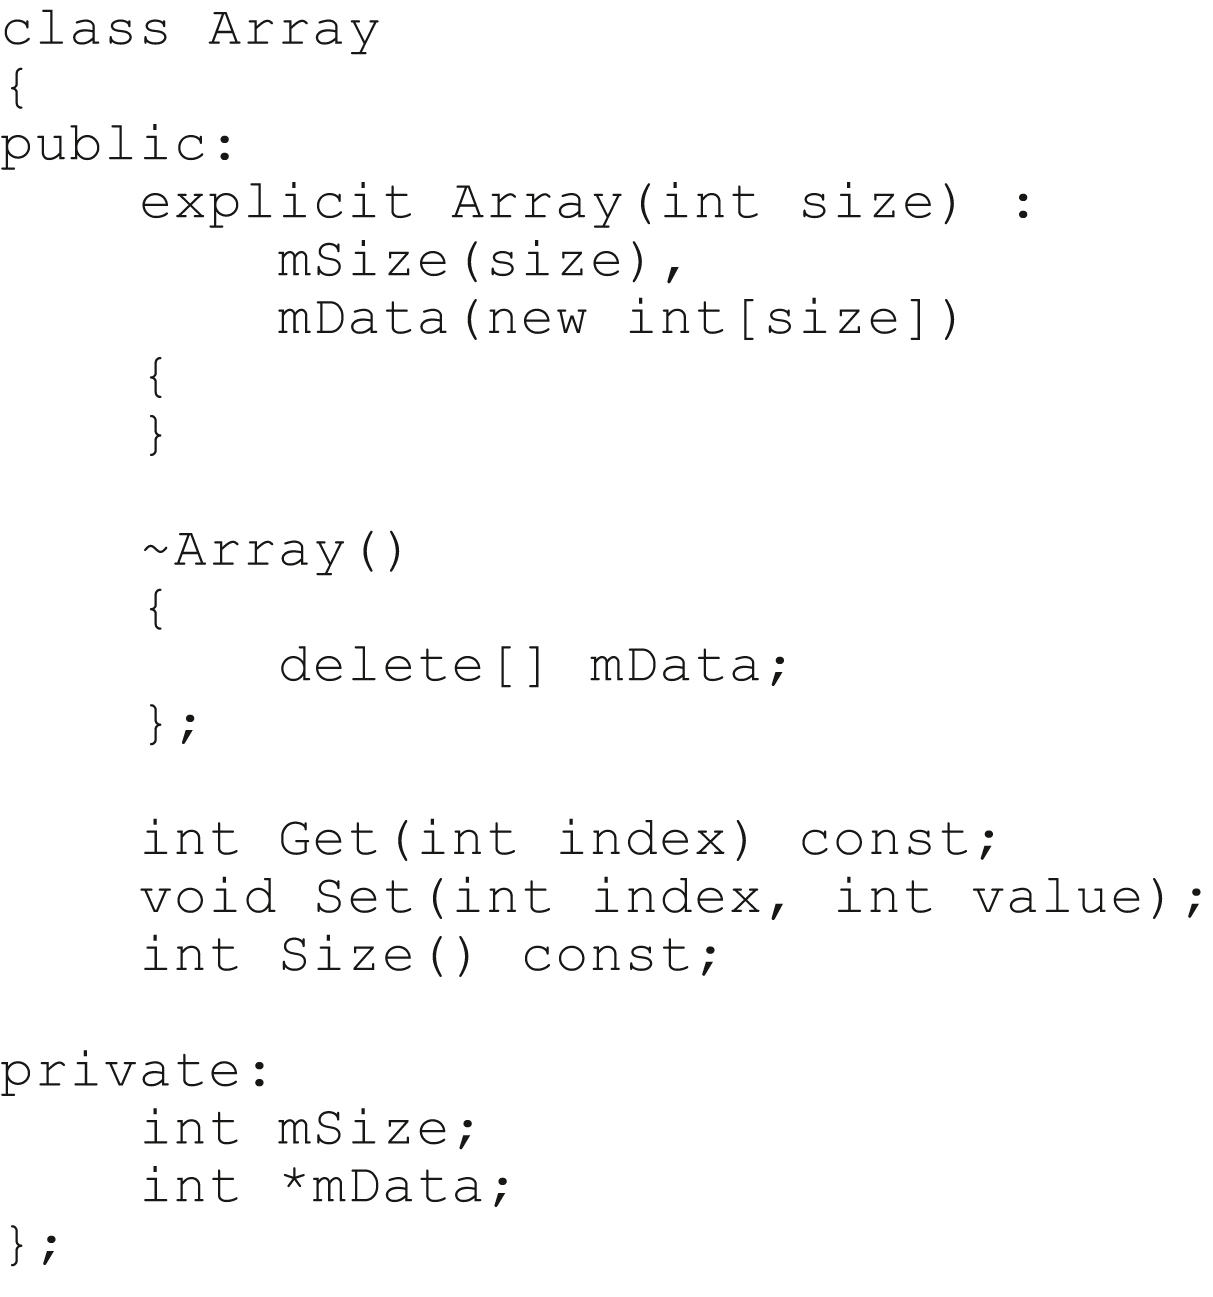 class Array
{
public:
    explicit Array(int size) :
        mSize(size),
        mData(new int[size])
    {
    }

    ~Array()
    {
        delete[] mData;
    };

    int Get(int index) const;
    void Set(int index, int value);
    int Size() const;

private:
    int mSize;
    int *mData;
};